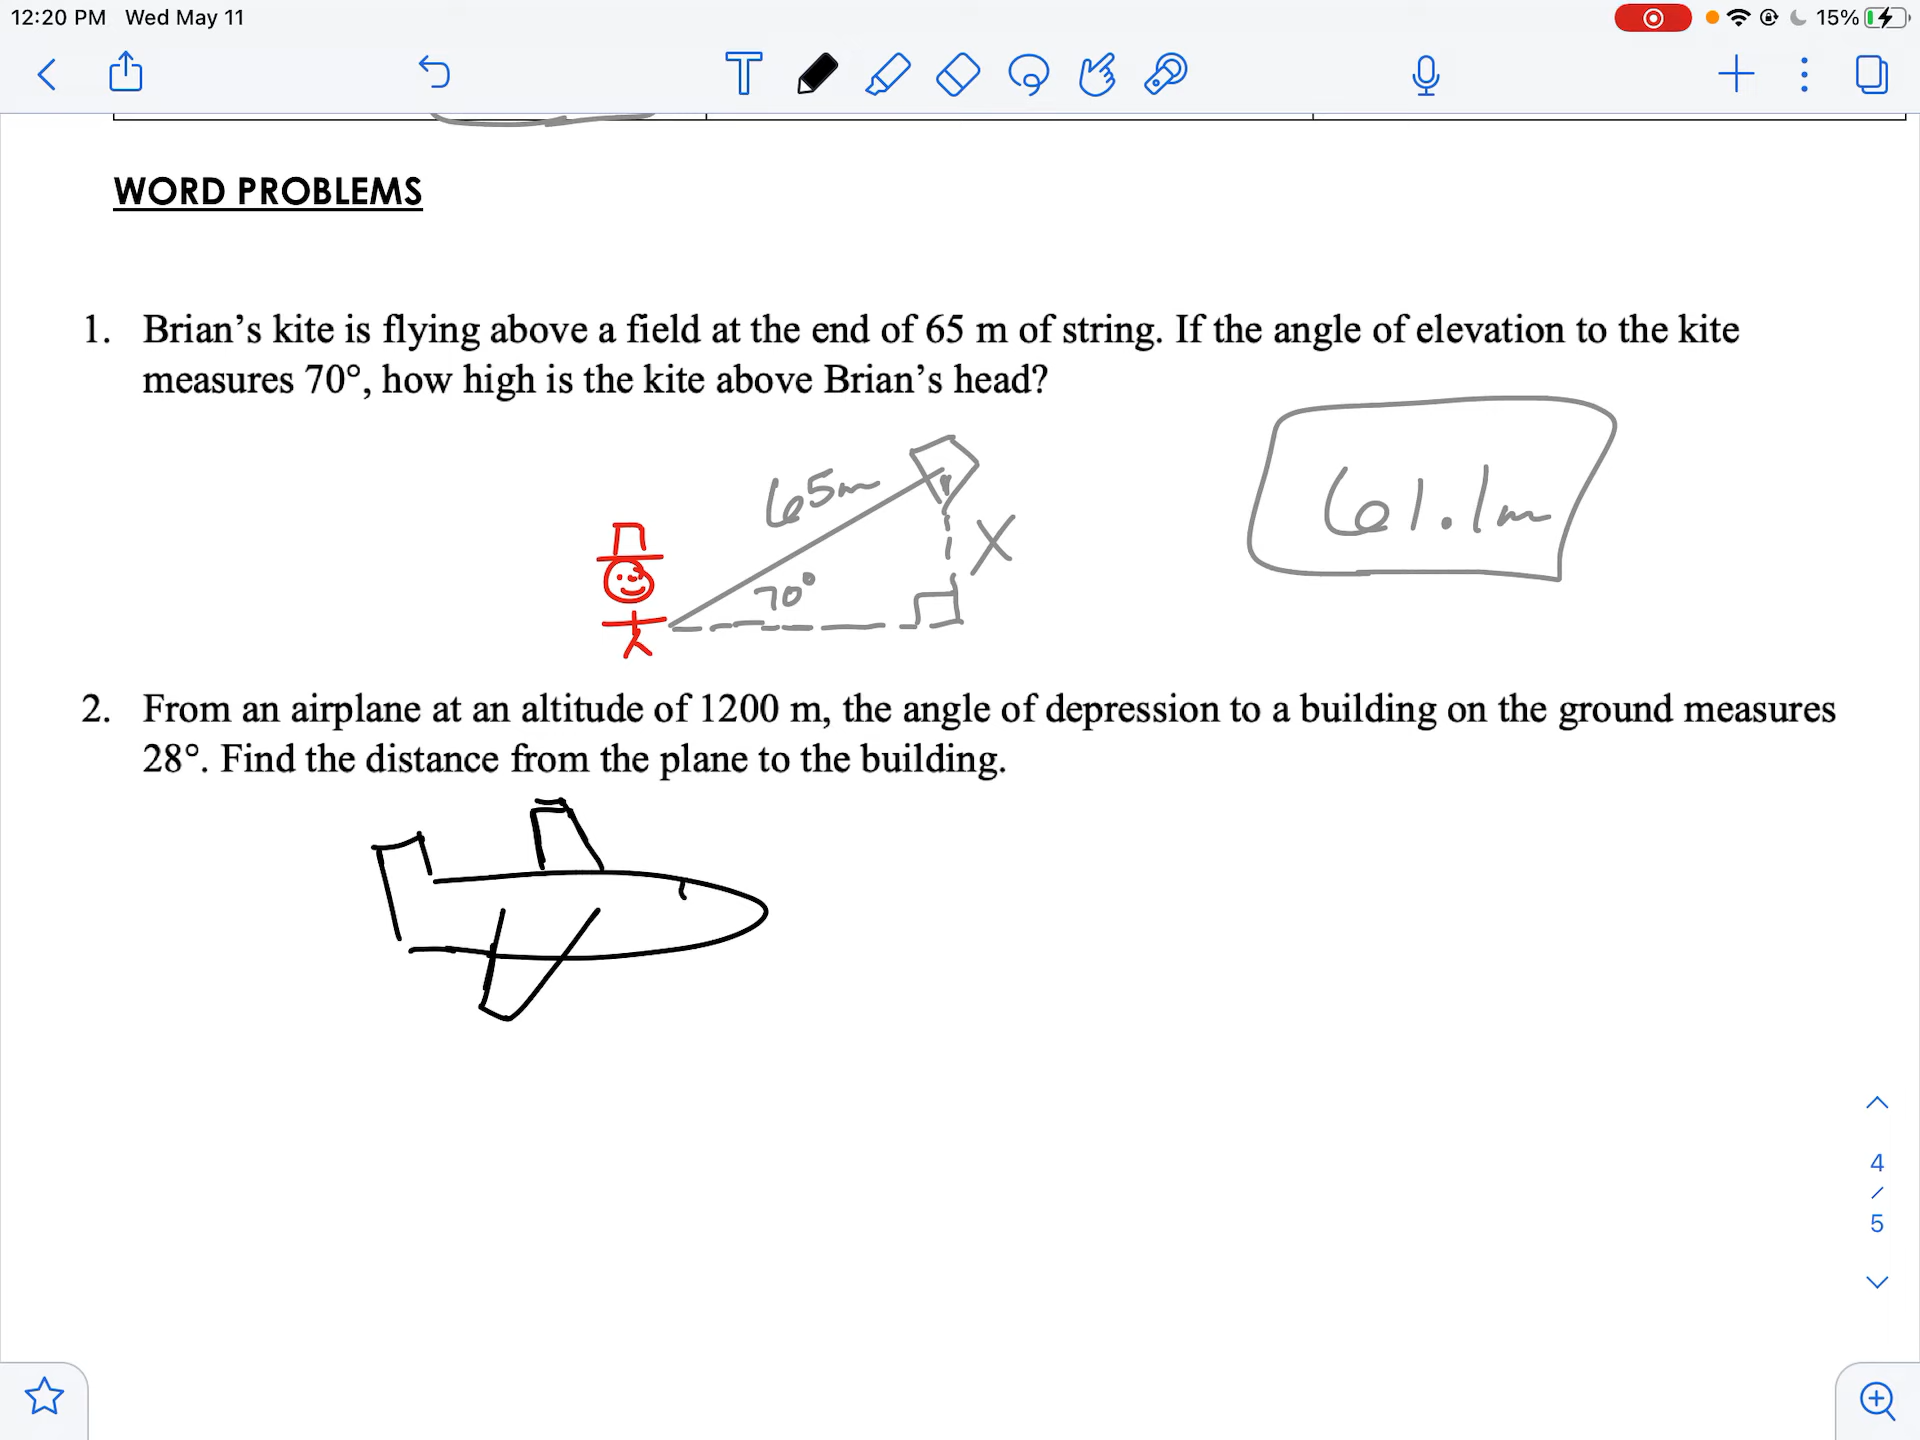 12:20 PM Wed May 11
15%
T
WORD PROBLEMS
1. Brian’s kite is flying above a field at the end of 65 m of string. If the angle of elevation to the kite
measures 70°, how high is the kite above Brian’s head?
65m
X
70°
61.1m
2. From an airplane at an altitude of 1200 m, the angle of depression to a building on the ground measures
28°. Find the distance from the plane to the building.
4
/
5